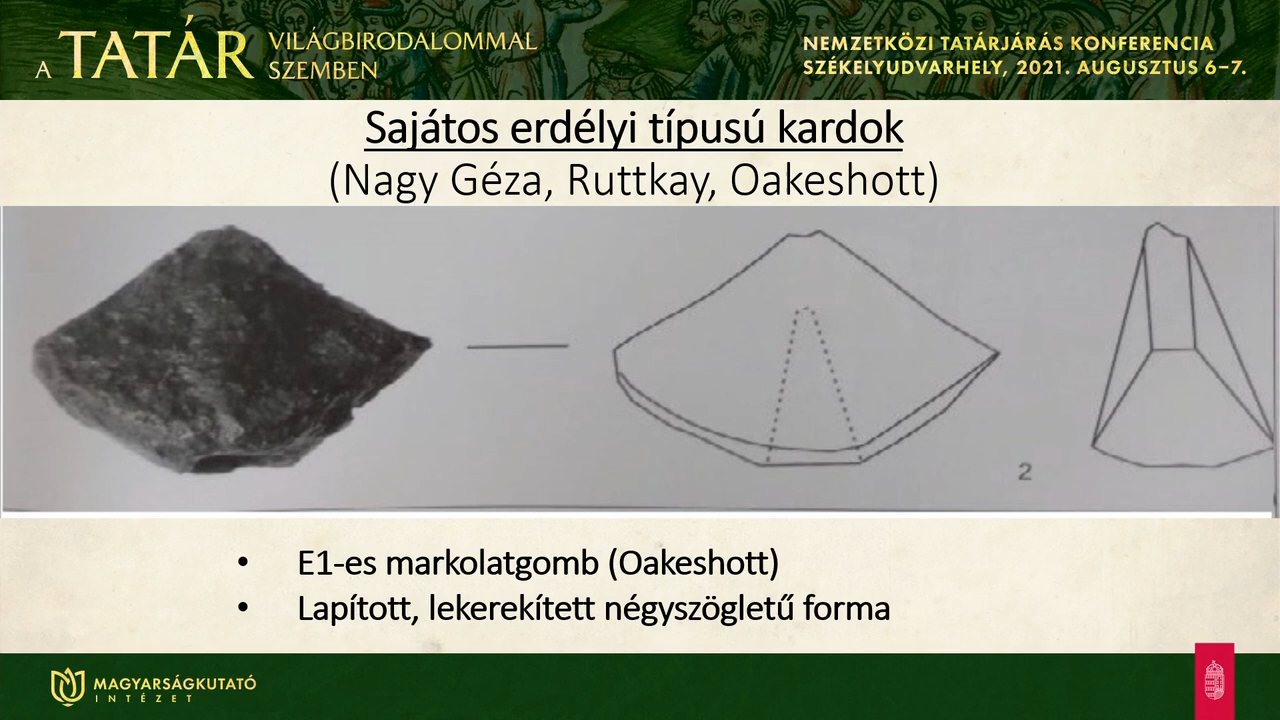 A TATÁR VILÁGBIRODALOMMAL
SZEMBEN
NEMZETKÖZI TATÁRJÁRÁS KONFERENCIA
SZÉKELYUDVARHELY, 2021. AUGUSZTUS 6–7.
Sajátos erdélyi típusú kardok
(Nagy Géza, Ruttkay, Oakeshott)
2
• E1-es markolatgomb (Oakeshott)
• Lapított, lekerekített négyszögletű forma
MAGYARSÁGKUTATÓ
INTÉZET